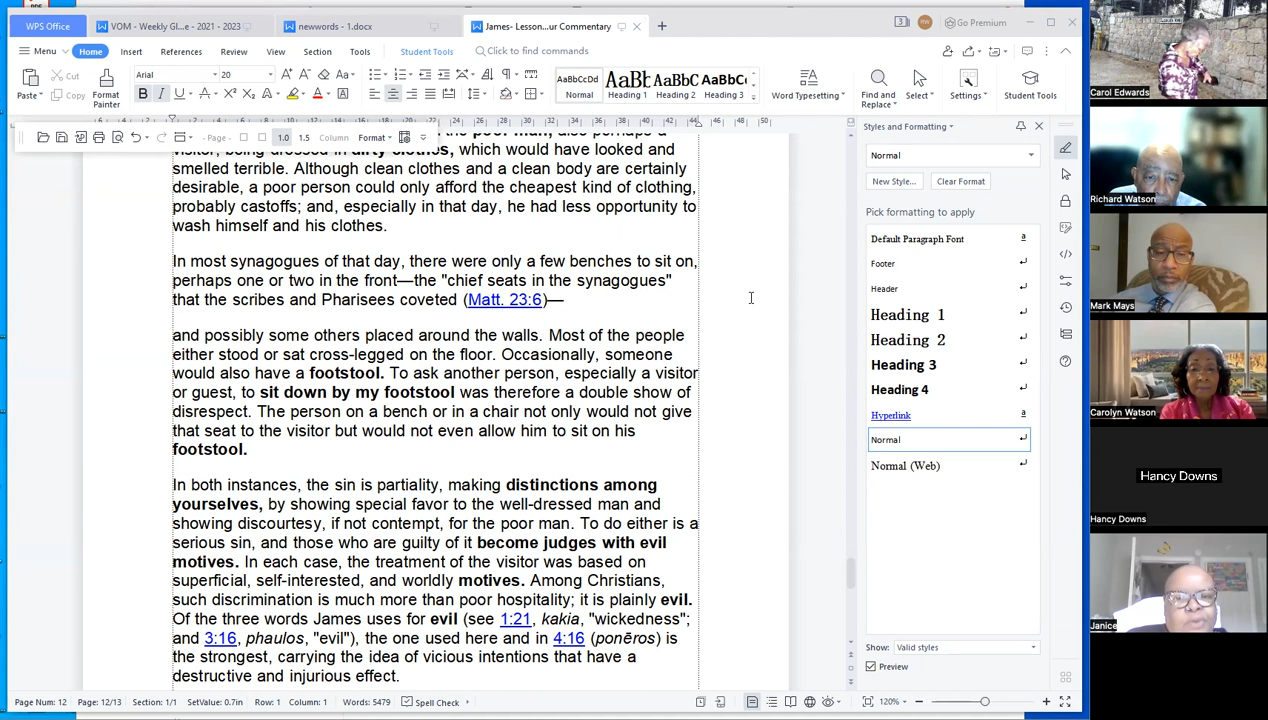 WPS Office
VOM - Weekly Gl...e - 2021 - 2023
newwords - 1.docx
James- Lesson...ur Commentary
3
RW
Go Premium
Menu
Home
Insert
References
Review
View
Section
Tools
Student Tools
Click to find commands
Paste
Cut
Copy
Format
Painter
Arial
20
AaBbCcDd
Normal
Heading 1
Heading 2
Heading 3
Word Typesetting
Find and
Replace
Select
Settings
Student Tools
- Page -
1.0
1.5
Column
Format
poor man, also perhaps a
visitor, being dressed in dirty clothes, which would have looked and
smelled terrible. Although clean clothes and a clean body are certainly
desirable, a poor person could only afford the cheapest kind of clothing,
probably castoffs; and, especially in that day, he had less opportunity to
wash himself and his clothes.
In most synagogues of that day, there were only a few benches to sit on,
perhaps one or two in the front—the "chief seats in the synagogues"
that the scribes and Pharisees coveted (Matt. 23:6)—
and possibly some others placed around the walls. Most of the people
either stood or sat cross-legged on the floor. Occasionally, someone
would also have a footstool. To ask another person, especially a visitor
or guest, to sit down by my footstool was therefore a double show of
disrespect. The person on a bench or in a chair not only would not give
that seat to the visitor but would not even allow him to sit on his
footstool.
In both instances, the sin is partiality, making distinctions among
yourselves, by showing special favor to the well-dressed man and
showing discourtesy, if not contempt, for the poor man. To do either is a
serious sin, and those who are guilty of it become judges with evil
motives. In each case, the treatment of the visitor was based on
superficial, self-interested, and worldly motives. Among Christians,
such discrimination is much more than poor hospitality; it is plainly evil.
Of the three words James uses for evil (see 1:21, kakia, "wickedness";
and 3:16, phaulos, "evil"), the one used here and in 4:16 (ponēros) is
the strongest, carrying the idea of vicious intentions that have a
destructive and injurious effect.
Styles and Formatting
Normal
New Style...
Clear Format
Pick formatting to apply
Default Paragraph Font
Footer
Header
Heading 1
Heading 2
Heading 3
Heading 4
Hyperlink
Normal
Normal (Web)
Show:
Valid styles
Preview
Page Num: 12
Page: 12/13
Section: 1/1
SetValue: 0.7in
Row: 1
Column: 1
Words: 5479
Spell Check
120%
Carol Edwards
Richard Watson
Mark Mays
Carolyn Watson
Hancy Downs
Hancy Downs
Janice